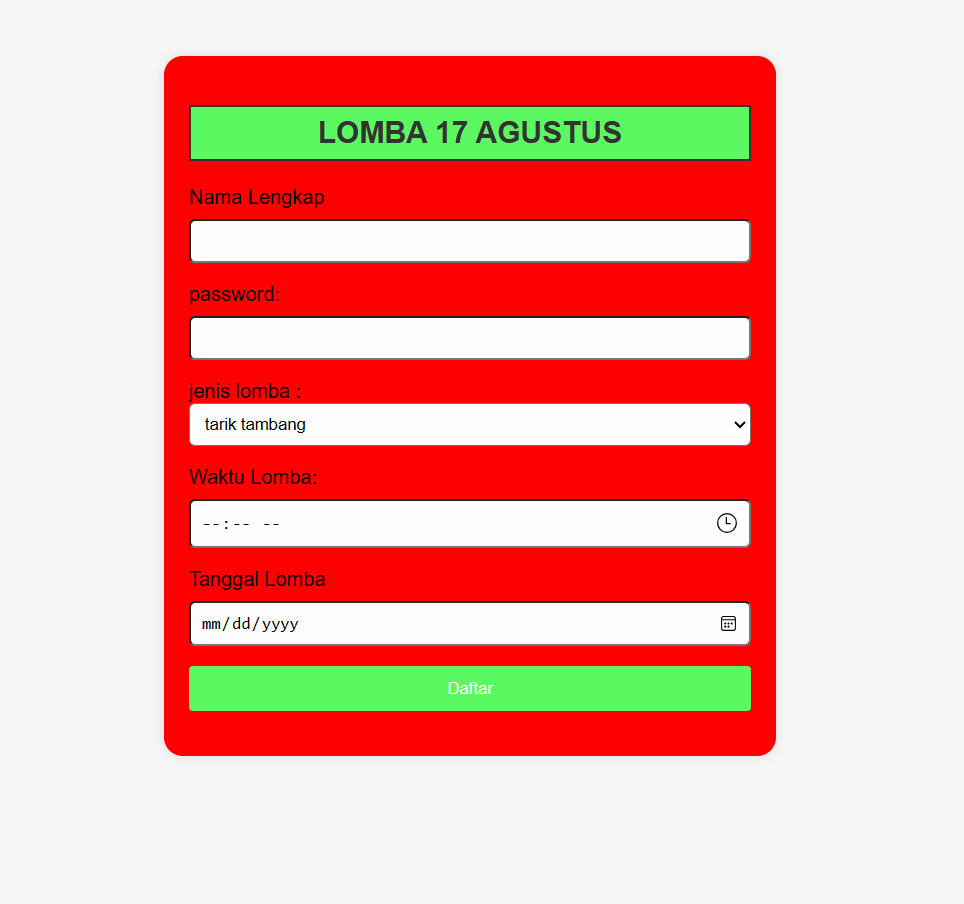 LOMBA 17 AGUSTUS
Nama Lengkap
password:
jenis lomba :
tarik tambang
Waktu Lomba:
--:-- --
Tanggal Lomba
mm/dd/yyyy
Daftar